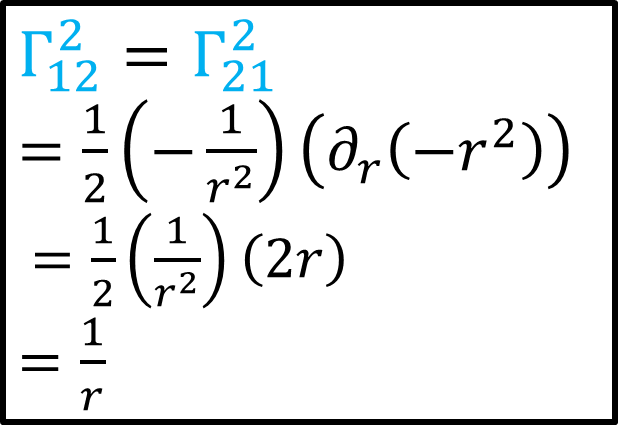 Γ²₁₂ = Γ²₂₁
= 1/2 (− 1/r²) (∂ᵣ(−r²))
= 1/2 (1/r²) (2r)
= 1/r